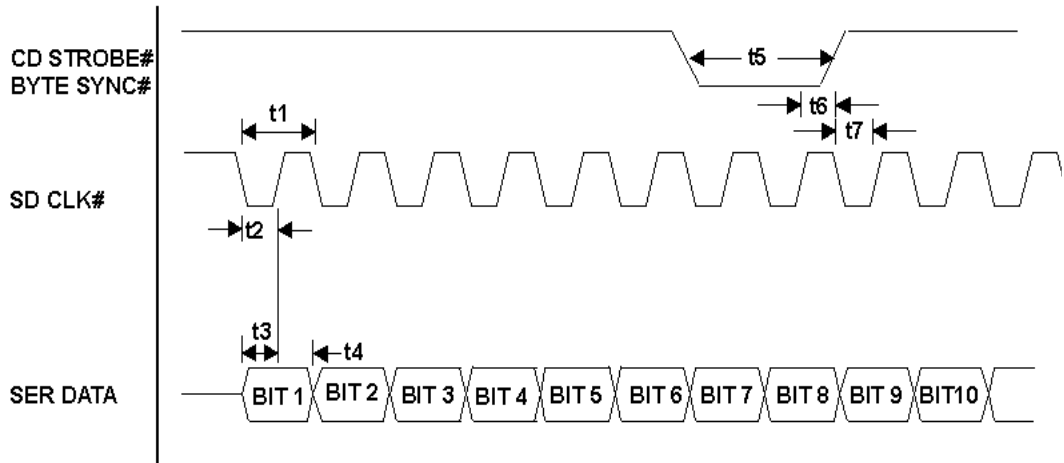 CD STROBE#
BYTE SYNC#
t5
t6
t7
t1
SD CLK#
t2
t3
t4
SER DATA
BIT 1
BIT 2
BIT 3
BIT 4
BIT 5
BIT 6
BIT 7
BIT 8
BIT 9
BIT10